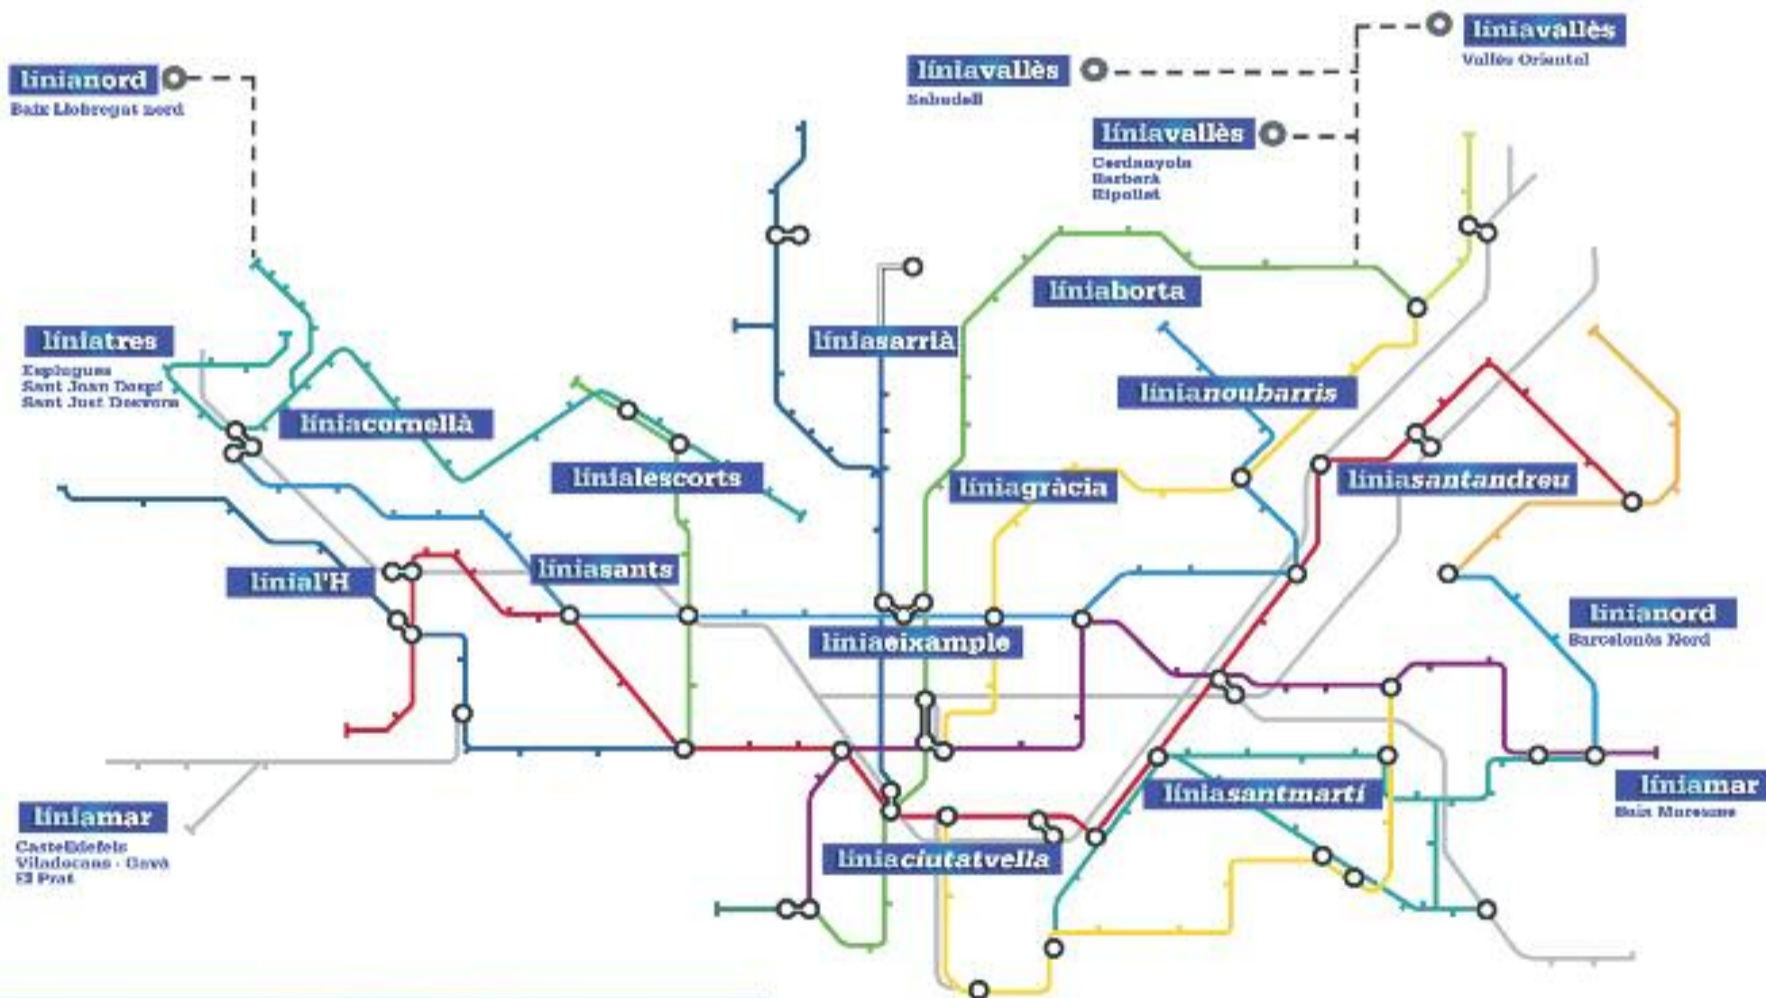 línianord
Baix Llobregat nord
líniavallès
Sabadell
líniavallès
Vallès Oriental
líniavallès
Cerdanyola
Barberà
Ripollet
líniahorta
líniatres
Esplugues
Sant Joan Despí
Sant Just Desvern
líniasarrià
línianoubarris
líniacornellà
línialescorts
líniagràcia
líniasantandreu
línial'H
líniasants
líniaeixample
línianord
Barcelonès Nord
líniamar
Castelldefels
Viladecans - Gavà
El Prat
líniasantmartí
líniamar
Baix Maresme
líniaciutatvella